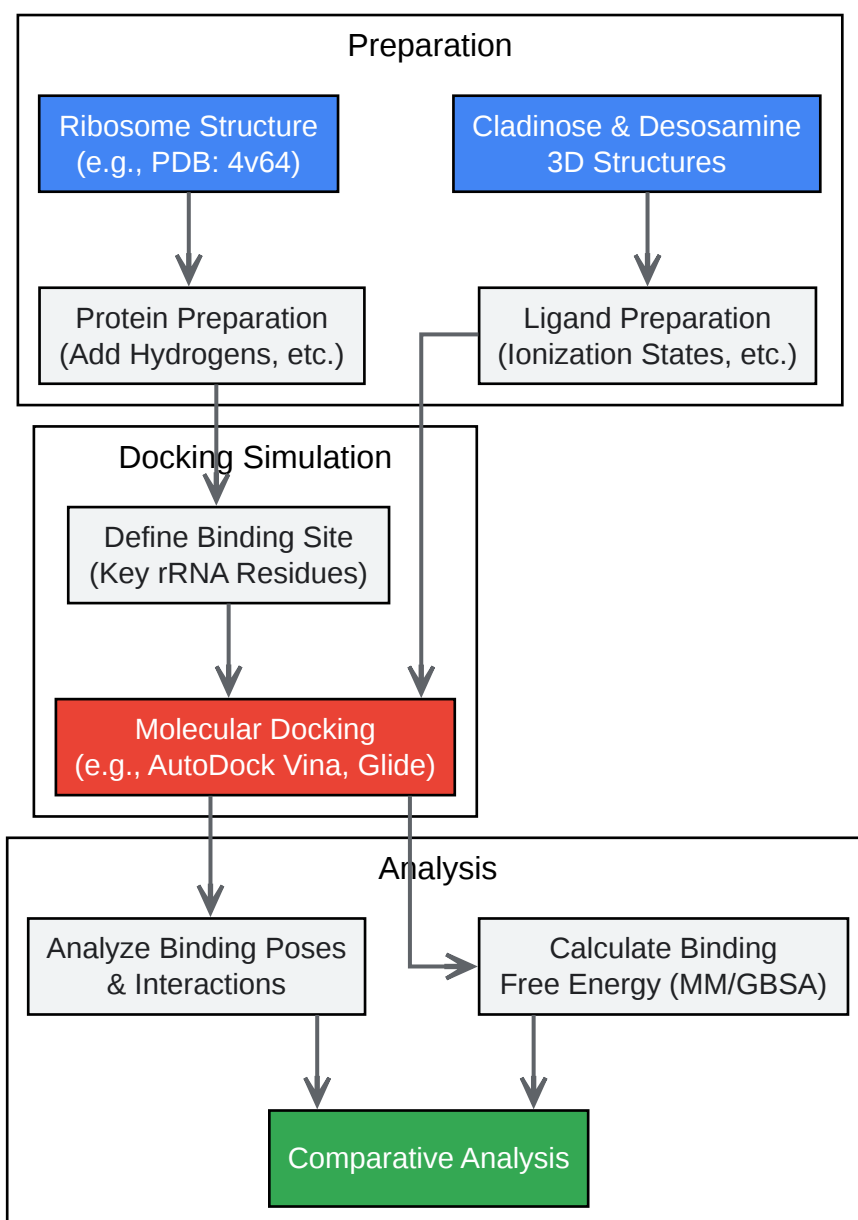 Preparation
Ribosome Structure
(e.g., PDB: 4v64)
Cladinose & Desosamine
3D Structures
Protein Preparation
(Add Hydrogens, etc.)
Ligand Preparation
(Ionization States, etc.)
Docking Simulation
Define Binding Site
(Key rRNA Residues)
Molecular Docking
(e.g., AutoDock Vina, Glide)
Analysis
Analyze Binding Poses
& Interactions
Calculate Binding
Free Energy (MM/GBSA)
Comparative Analysis